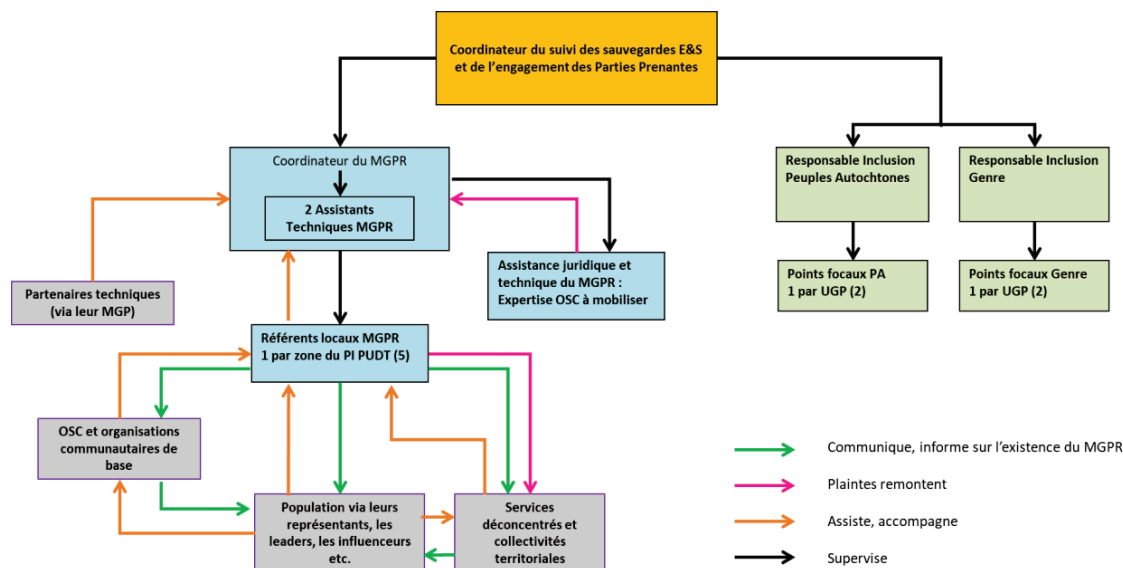 Coordinateur du suivi des sauvegardes E&S
et de l'engagement des Parties Prenantes
Coordinateur du MGPR
2 Assistants
Techniques MGPR
Responsable Inclusion
Peuples Autochtones
Responsable Inclusion
Genre
Assistance juridique et
technique du MGPR :
Expertise OSC à mobiliser
Points focaux PA
1 par UGP (2)
Points focaux Genre
1 par UGP (2)
Partenaires techniques
(via leur MGP)
Référents locaux MGPR
1 par zone du PI PUDT (5)
OSC et organisations
communautaires de
base
Population via leurs
représentants, les
leaders, les influenceurs
etc.
Services
déconcentrés et
collectivités
territoriales
Communique, informe sur l'existence du MGPR
Plaintes remontent
Assiste, accompagne
Supervise